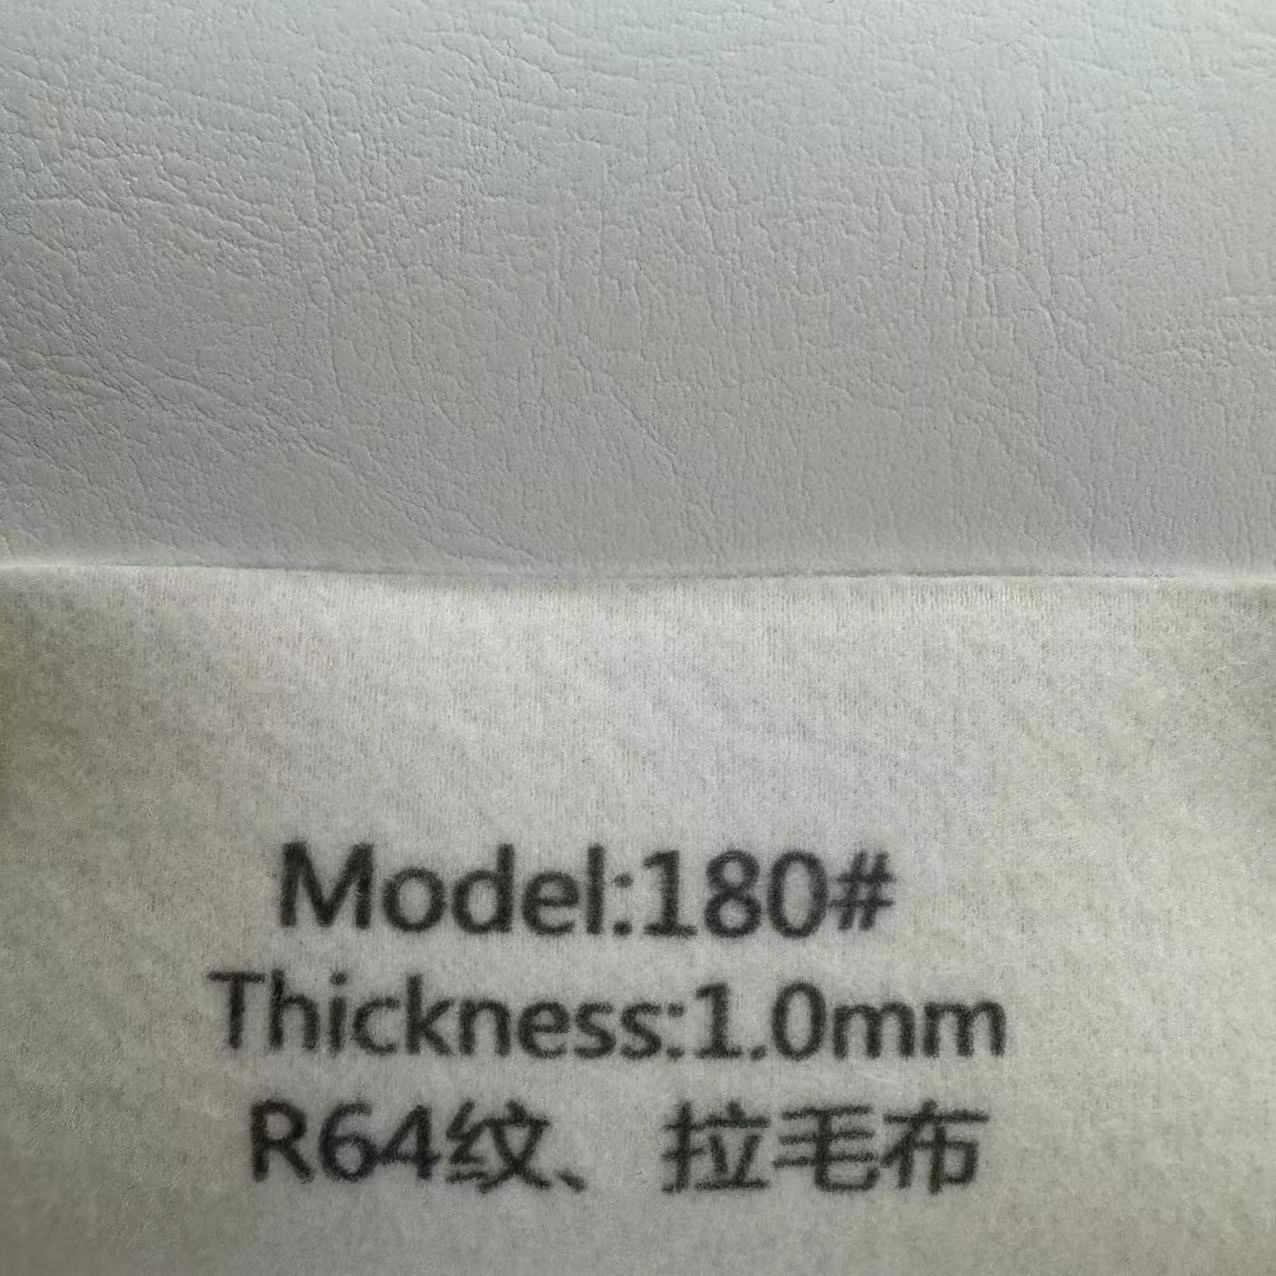 Model:180#
Thickness:1.0mm
R64纹、拉毛布